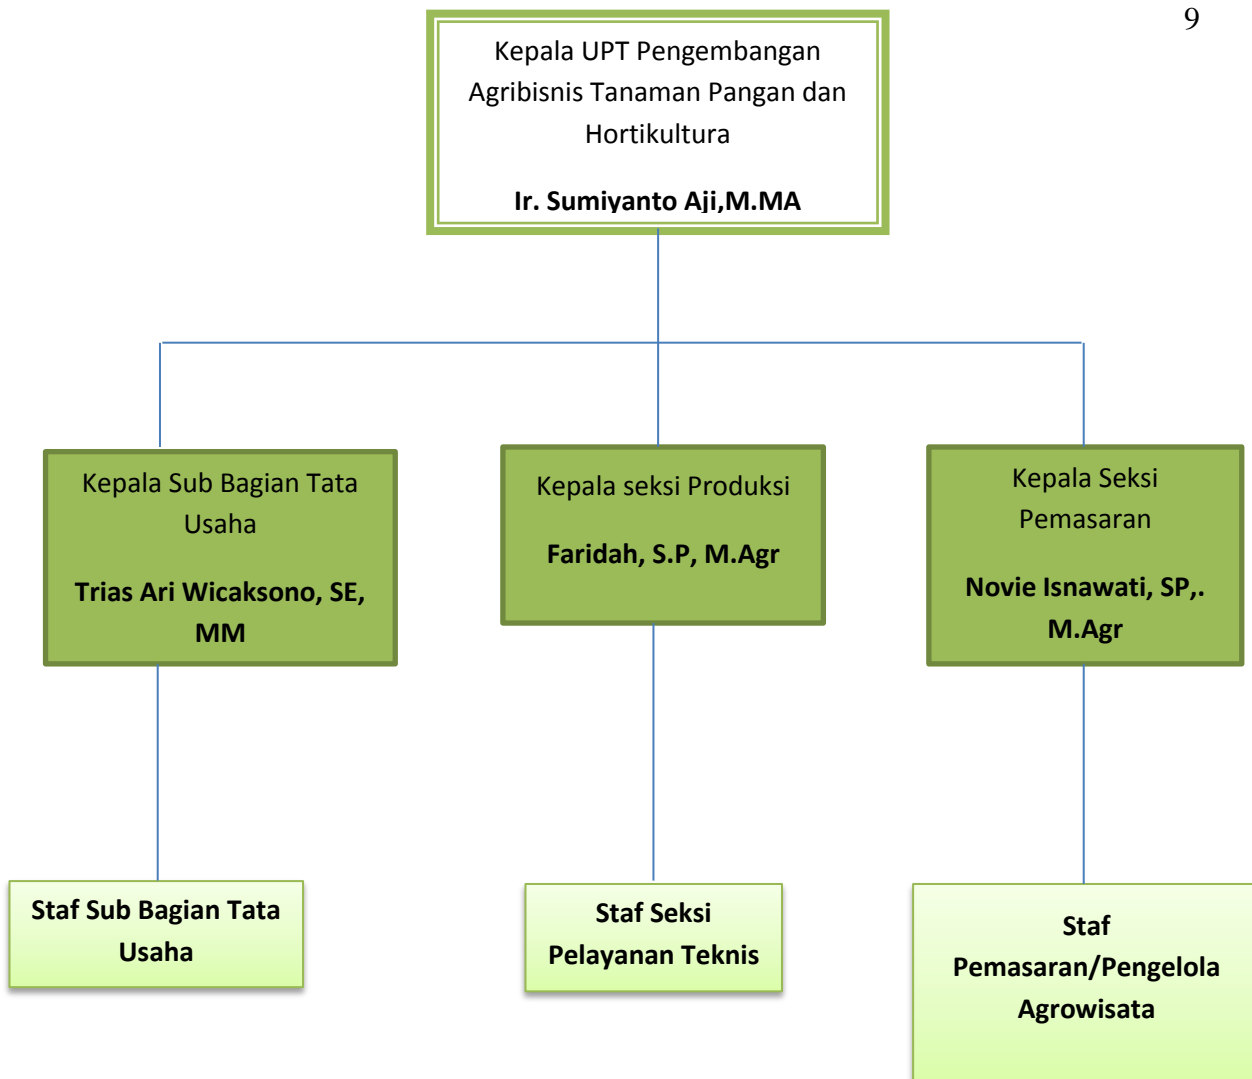 9
Kepala UPT Pengembangan
Agribisnis Tanaman Pangan dan
Hortikultura
Ir. Sumiyanto Aji,M.MA
Kepala Sub Bagian Tata
Usaha
Trias Ari Wicaksono, SE,
MM
Kepala seksi Produksi
Faridah, S.P, M.Agr
Kepala Seksi
Pemasaran
Novie Isnawati, SP,.
M.Agr
Staf Sub Bagian Tata
Usaha
Staf Seksi
Pelayanan Teknis
Staf
Pemasaran/Pengelola
Agrowisata